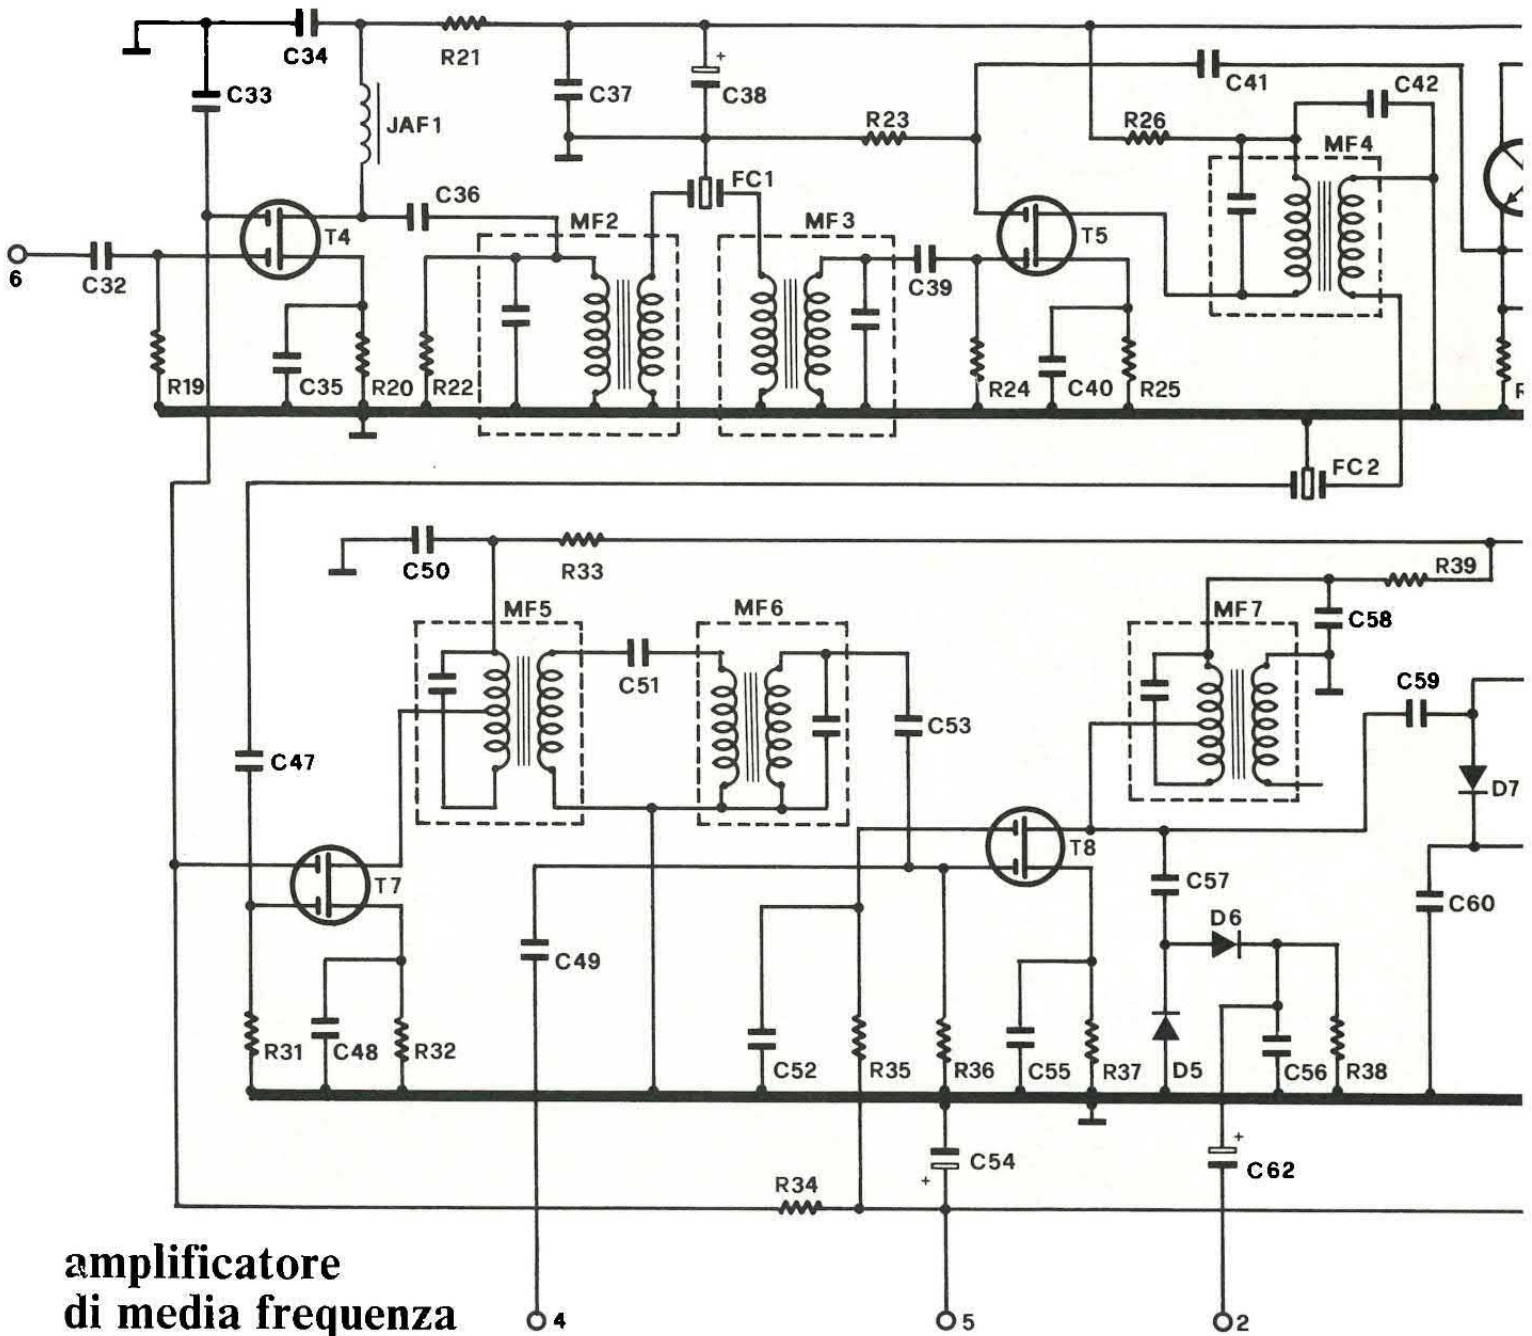 C34
R21
C33
C37
C38
C41
C42
JAF1
R23
R26
MF4
FC1
C36
MF2
MF3
T4
T5
6
C32
C39
R19
C35
R20
R22
R24
C40
R25
R
FC2
C50
R33
R39
MF5
MF6
MF7
C58
C51
C59
C53
C47
D7
T7
T8
C57
D6
C60
C49
R31
C48
R32
C52
R35
R36
C55
R37
D5
C56
R38
+
C54
+
C62
R34
amplificatore
di media frequenza
4
5
2
+